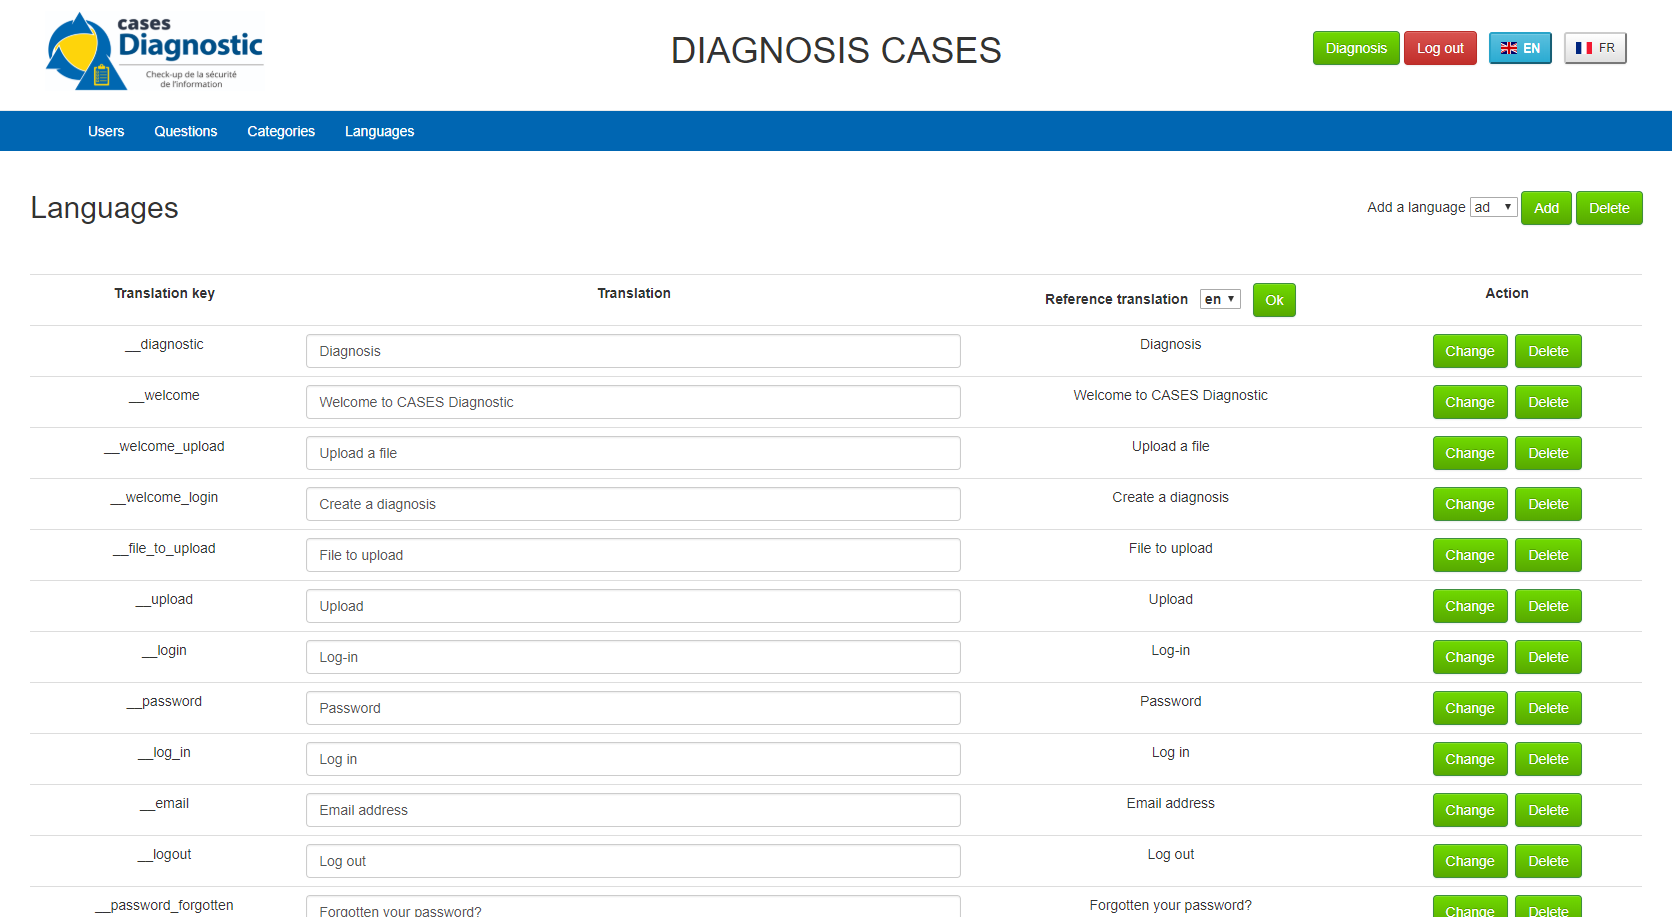 cases
Diagnostic
Check-up de la sécurité
de l'information
DIAGNOSIS CASES
Diagnosis Log out EN FR
Users Questions Categories Languages
Languages
Add a language ad Add Delete
Translation key Translation Reference translation en Ok Action
__diagnostic Diagnosis Diagnosis Change Delete
__welcome Welcome to CASES Diagnostic Welcome to CASES Diagnostic Change Delete
__welcome_upload Upload a file Upload a file Change Delete
__welcome_login Create a diagnosis Create a diagnosis Change Delete
__file_to_upload File to upload File to upload Change Delete
__upload Upload Upload Change Delete
__login Log-in Log-in Change Delete
__password Password Password Change Delete
__log_in Log in Log in Change Delete
__email Email address Email address Change Delete
__logout Log out Log out Change Delete
__password_forgotten Forgotten your password? Forgotten your password? Change Delete